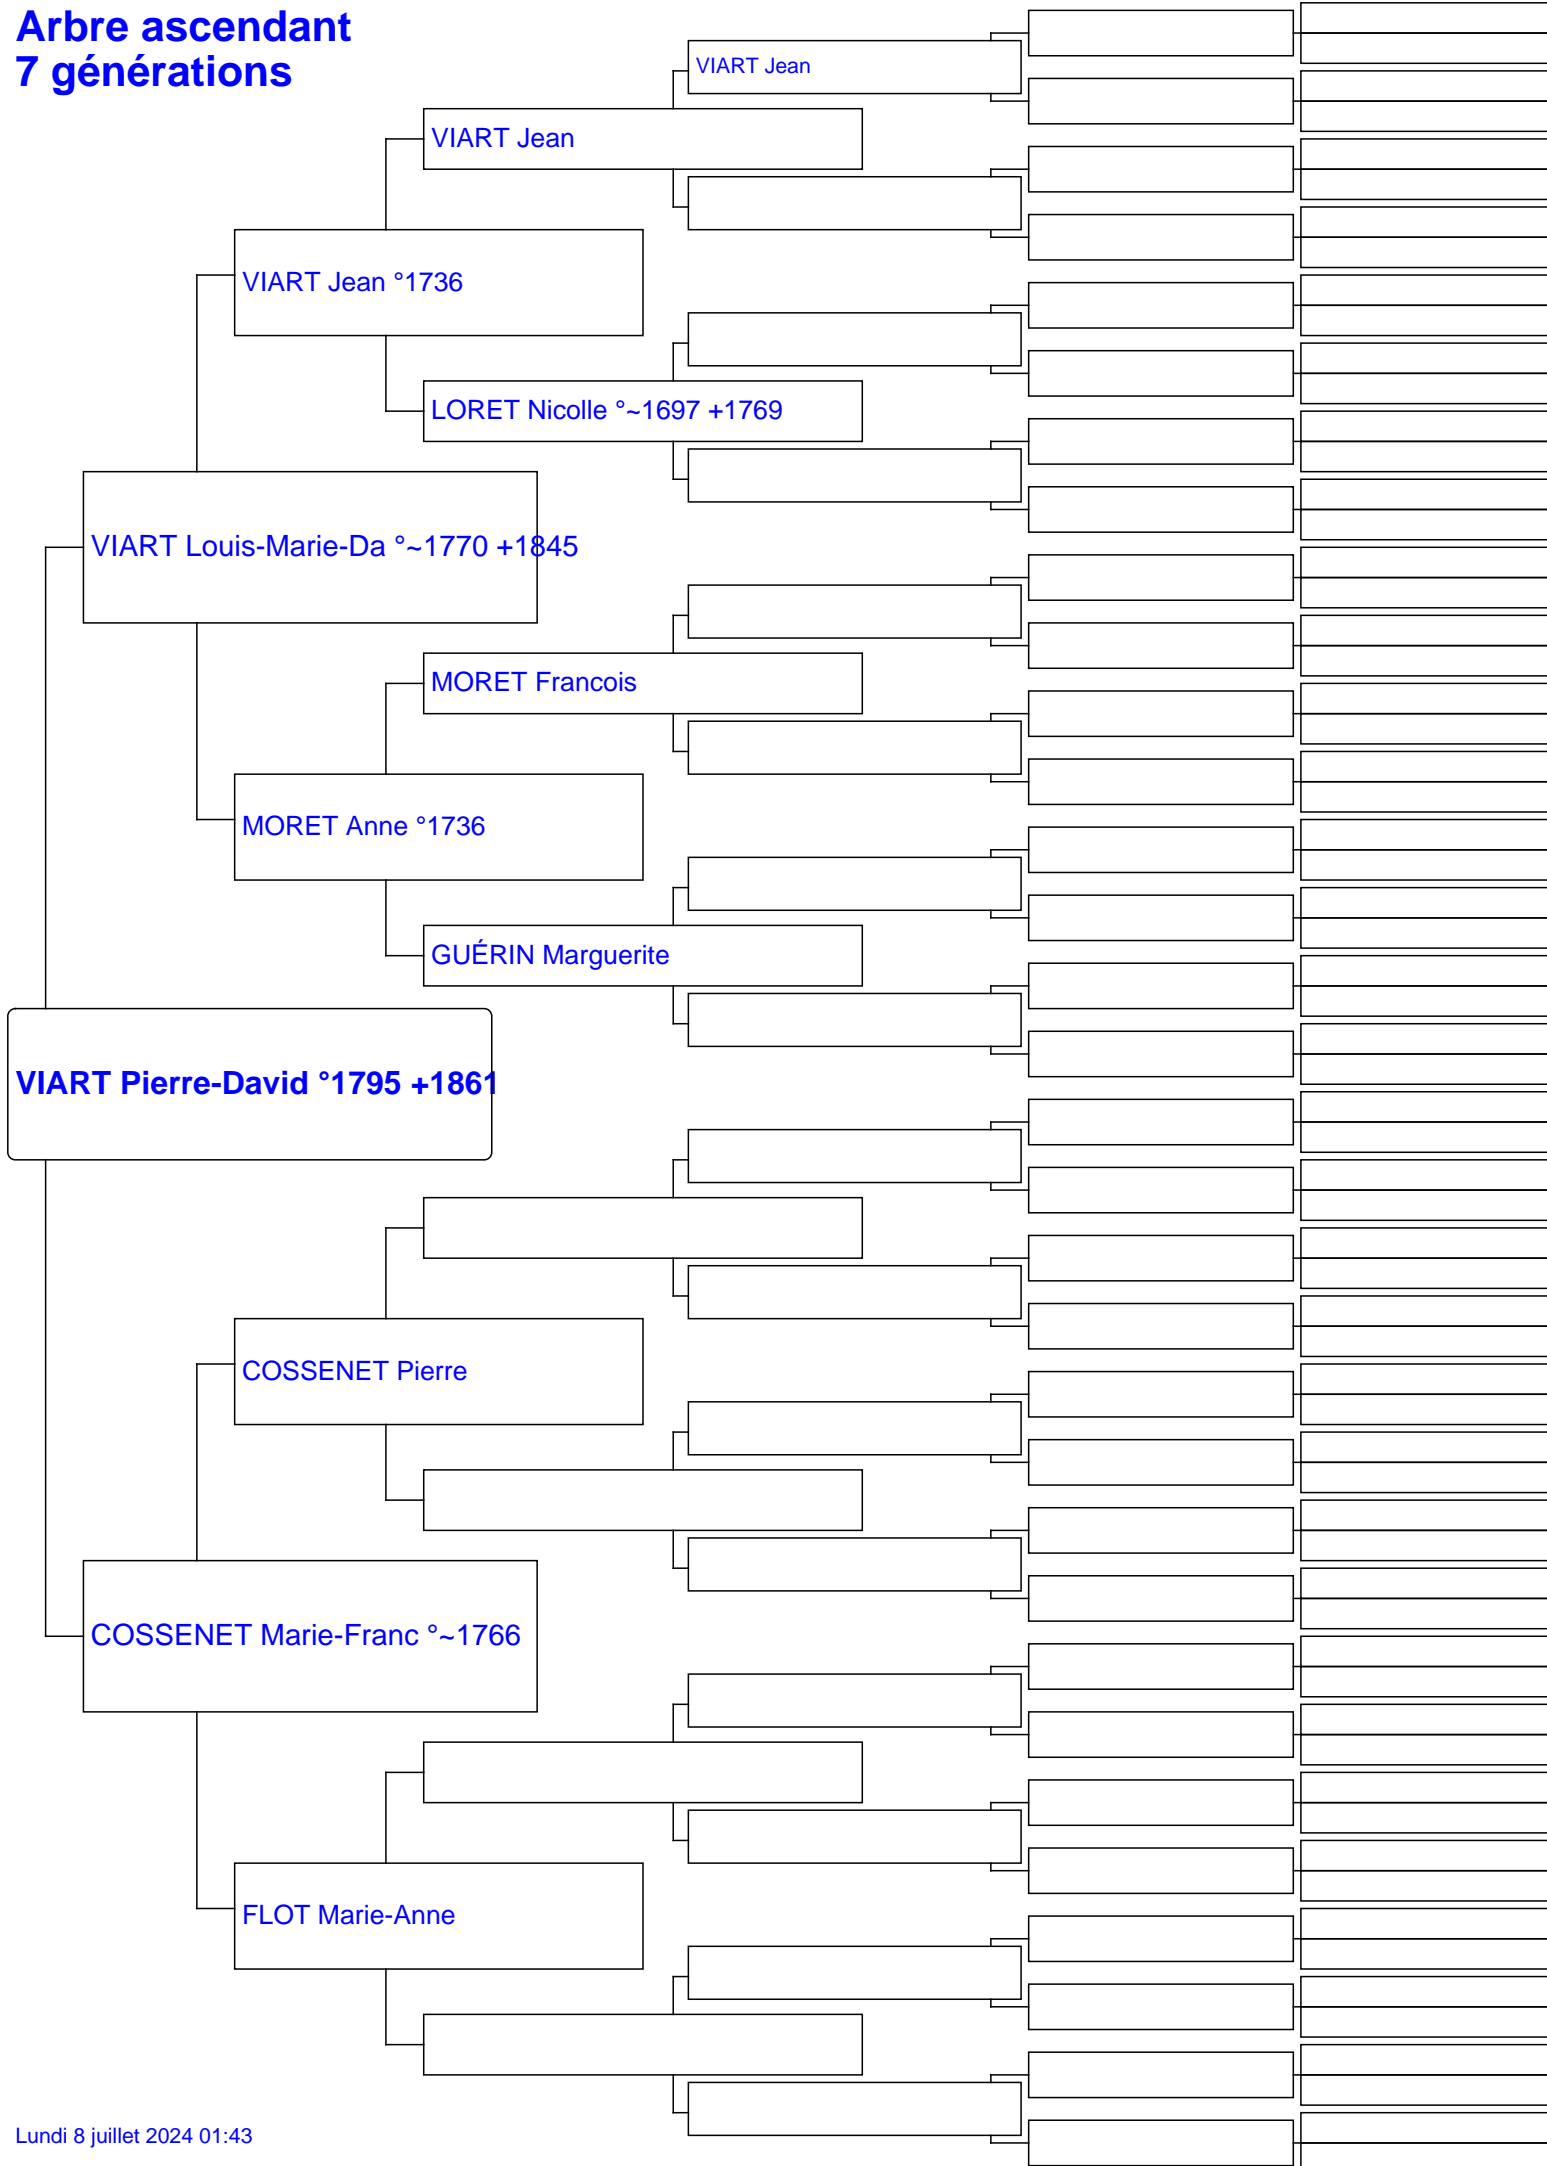 Arbre ascendant
7 générations
VIART Jean
VIART Jean
VIART Jean °1736
LORET Nicolle °~1697 +1769
VIART Louis-Marie-Da °~1770 +1845
MORET Francois
MORET Anne °1736
GUÉRIN Marguerite
VIART Pierre-David °1795 +1861
COSSENET Pierre
COSSENET Marie-Franc °~1766
FLOT Marie-Anne
Lundi 8 juillet 2024 01:43